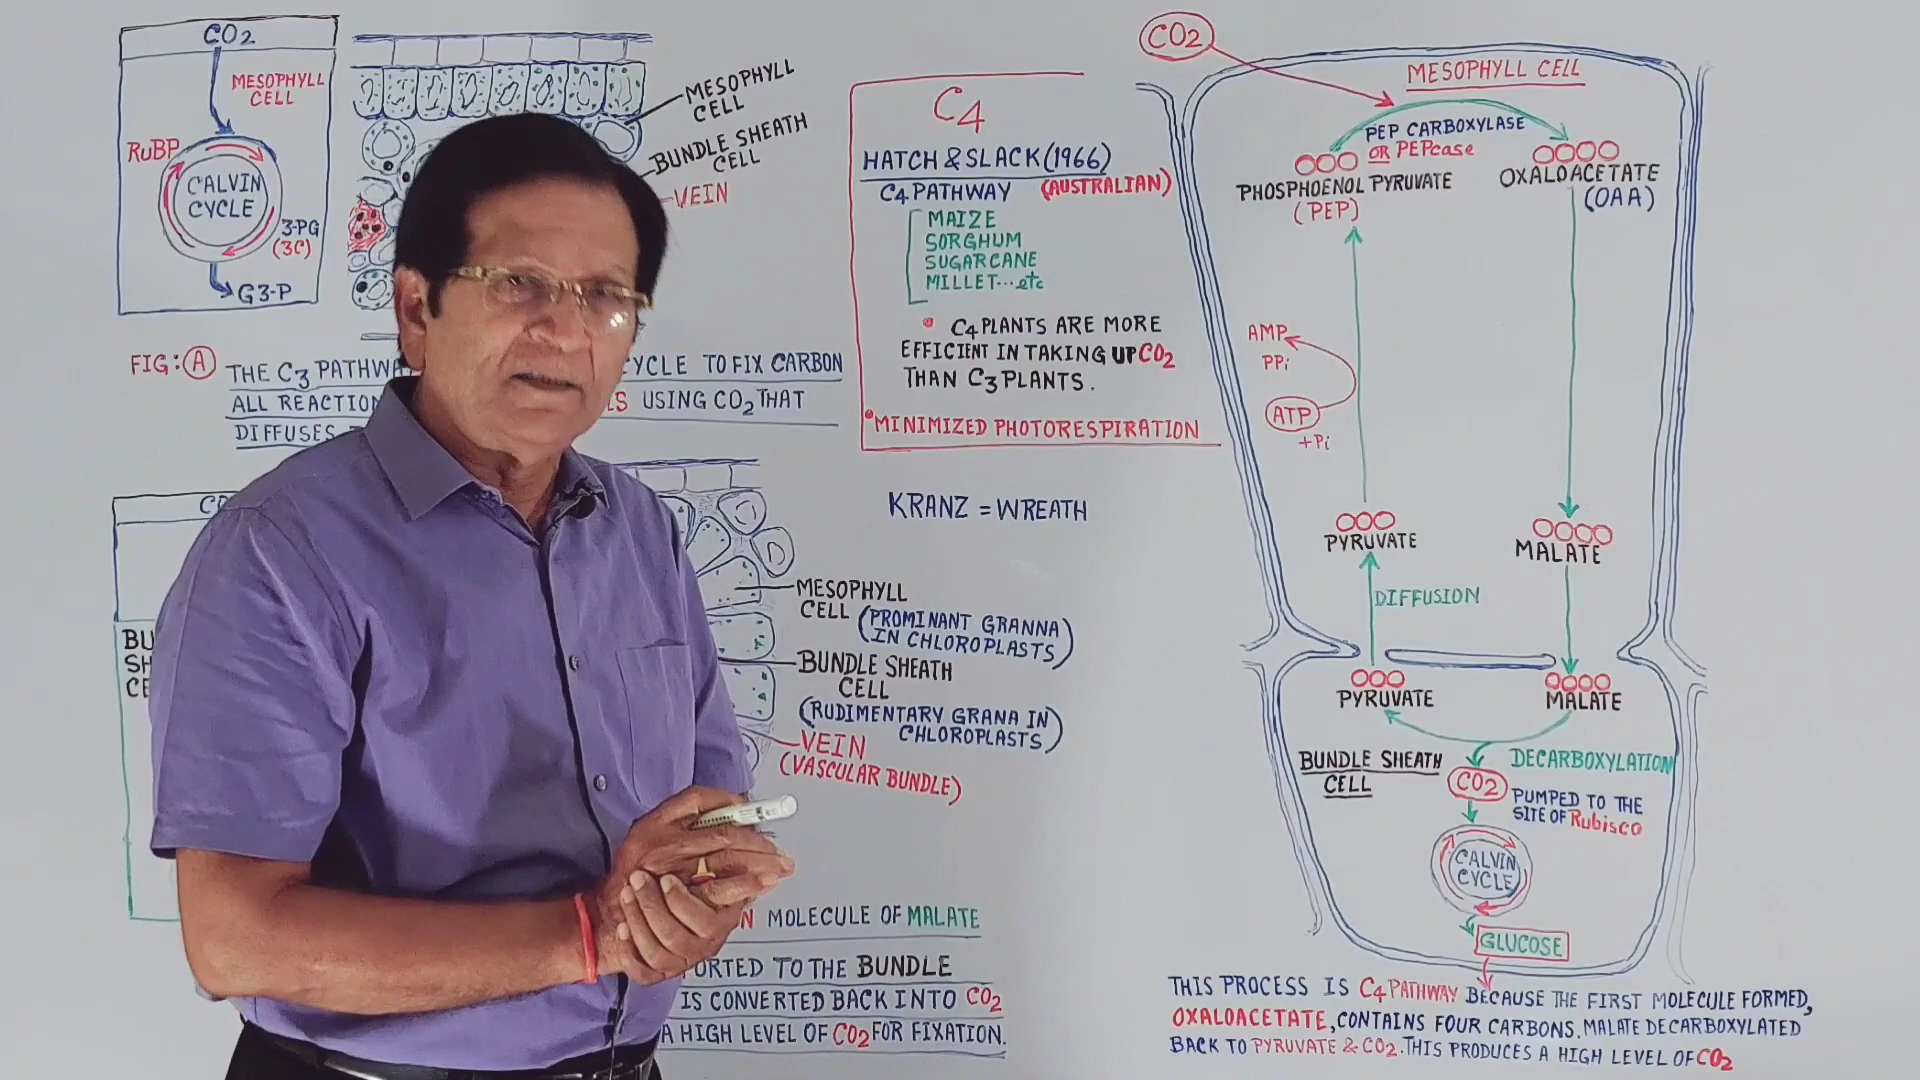 CO2
MESOPHYLL
CELL
RuBP
CALVIN
CYCLE
3-PG
(3C)
G3-P
MESOPHYLL
CELL
BUNDLE SHEATH
CELL
VEIN
FIG: A
THE C3 PATHWA YCLE TO FIX CARBON
ALL REACTION LS USING CO2 THAT
DIFFUSES
C4
HATCH & SLACK (1966)
C4 PATHWAY (AUSTRALIAN)
MAIZE
SORGHUM
SUGARCANE
MILLET...etc
• C4 PLANTS ARE MORE
EFFICIENT IN TAKING UP CO2
THAN C3 PLANTS.
• MINIMIZED PHOTORESPIRATION
KRANZ = WREATH
BU
SH
CE
MESOPHYLL
CELL (PROMINANT GRANNA
IN CHLOROPLASTS)
BUNDLE SHEATH
CELL
(RUDIMENTARY GRANA IN
CHLOROPLASTS)
VEIN
(VASCULAR BUNDLE)
N MOLECULE OF MALATE
PORTED TO THE BUNDLE
IS CONVERTED BACK INTO CO2
A HIGH LEVEL OF CO2 FOR FIXATION.
CO2
MESOPHYLL CELL
PEP CARBOXYLASE
OR PEPcase
PHOSPHOENOL PYRUVATE
(PEP)
OXALOACETATE
(OAA)
AMP
PPi
ATP
+Pi
PYRUVATE
MALATE
DIFFUSION
PYRUVATE
MALATE
BUNDLE SHEATH
CELL
DECARBOXYLATION
CO2
PUMPED TO THE
SITE OF Rubisco
CALVIN
CYCLE
GLUCOSE
THIS PROCESS IS C4 PATHWAY BECAUSE THE FIRST MOLECULE FORMED,
OXALOACETATE, CONTAINS FOUR CARBONS. MALATE DECARBOXYLATED
BACK TO PYRUVATE & CO2. THIS PRODUCES A HIGH LEVEL OF CO2